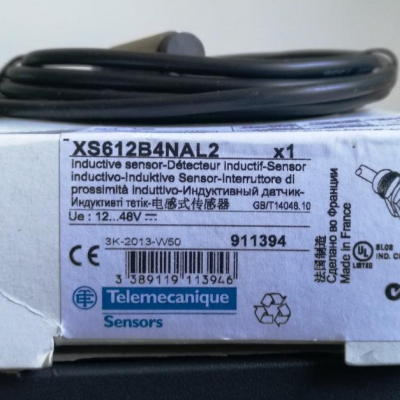 XS612B4NAL2 x1
Inductive sensor-Détecteur inductif-Sensor
inductivo-Induktive Sensor-Interruttore di
prossimità induttivo-Индуктивный датчик-
Индуктивті тетік-电感式传感器 GB/T14048.10
Ue : 12...48V
3K-2013-W50 911394
3 389119 113946
Telemecanique
Sensors
法国制造
Сделано во Франции
Made in France
UL
LISTED